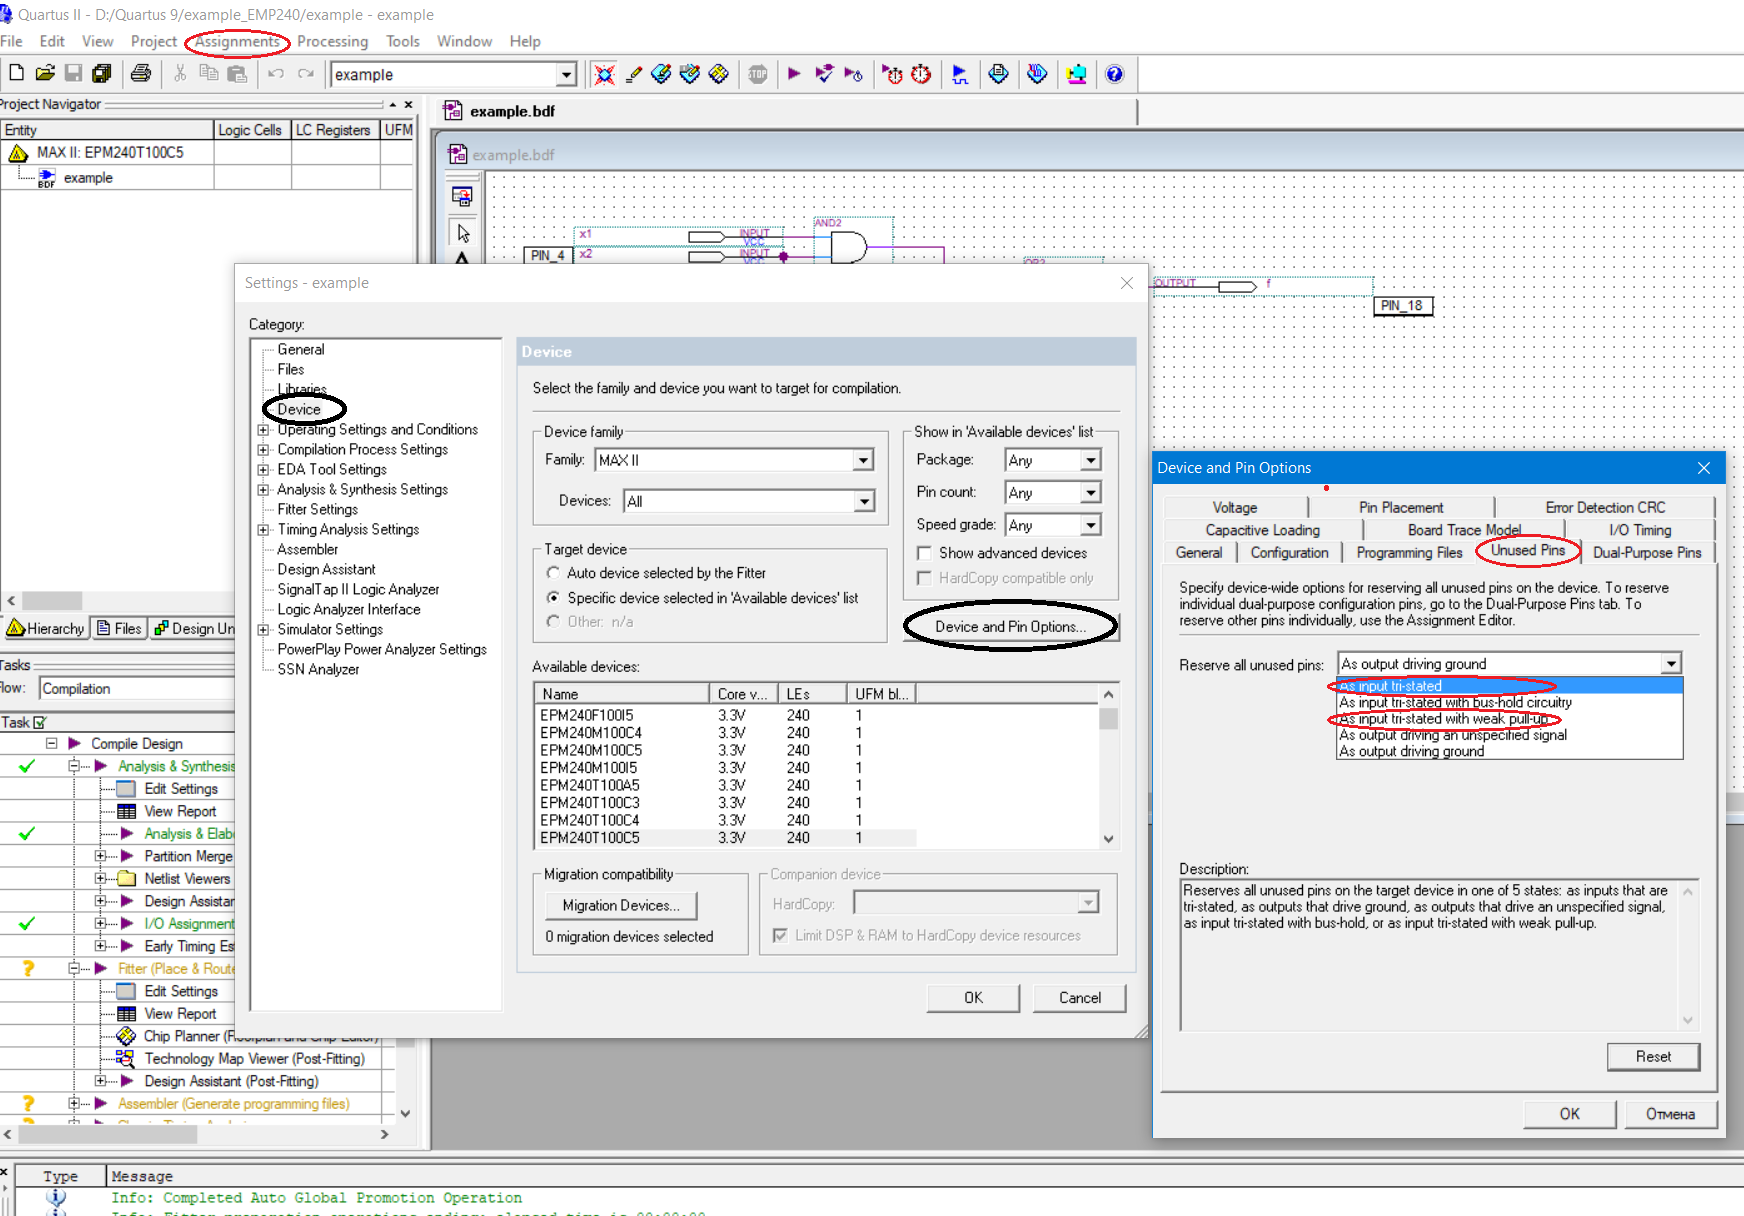 Quartus II - D:/Quartus 9/example_EMP240/example - example
File Edit View Project Assignments Processing Tools Window Help
example
Project Navigator
example.bdf
Entity Logic Cells LC Registers UFM
MAX II: EPM240T100C5
BDF example
example.bdf
AND2
x1 INPUT
VCC
PIN_4 x2 INPUT
VCC
OR2
OUTPUT f
PIN_18
Hierarchy Files Design Un
Tasks
Flow: Compilation
Task
Compile Design
Analysis & Synthesis
Edit Settings
View Report
Analysis & Elab
Partition Merge
Netlist Viewers
Design Assistar
I/O Assignment
Early Timing Es
Fitter (Place & Route
Edit Settings
View Report
Chip Planner (Floorplan and Chip Editor)
Technology Map Viewer (Post-Fitting)
Design Assistant (Post-Fitting)
Assembler (Generate programming files)
Settings - example
Category:
General
Files
Libraries
Device
Operating Settings and Conditions
Compilation Process Settings
EDA Tool Settings
Analysis & Synthesis Settings
Fitter Settings
Timing Analysis Settings
Assembler
Design Assistant
SignalTap II Logic Analyzer
Logic Analyzer Interface
Simulator Settings
PowerPlay Power Analyzer Settings
SSN Analyzer
Device
Select the family and device you want to target for compilation.
Device family
Family: MAX II
Devices: All
Show in 'Available devices' list
Package: Any
Pin count: Any
Speed grade: Any
Show advanced devices
HardCopy compatible only
Target device
Auto device selected by the Fitter
Specific device selected in 'Available devices' list
Other: n/a
Device and Pin Options...
Available devices:
Name Core v... LEs UFM bl...
EPM240F100I5 3.3V 240 1
EPM240M100C4 3.3V 240 1
EPM240M100C5 3.3V 240 1
EPM240M100I5 3.3V 240 1
EPM240T100A5 3.3V 240 1
EPM240T100C3 3.3V 240 1
EPM240T100C4 3.3V 240 1
EPM240T100C5 3.3V 240 1
Migration compatibility
Migration Devices...
0 migration devices selected
Companion device
HardCopy:
Limit DSP & RAM to HardCopy device resources
OK Cancel
Device and Pin Options
Voltage Pin Placement Error Detection CRC
Capacitive Loading Board Trace Model I/O Timing
General Configuration Programming Files Unused Pins Dual-Purpose Pins
Specify device-wide options for reserving all unused pins on the device. To reserve
individual dual-purpose configuration pins, go to the Dual-Purpose Pins tab. To
reserve other pins individually, use the Assignment Editor.
Reserve all unused pins: As output driving ground
As input tri-stated
As input tri-stated with bus-hold circuitry
As input tri-stated with weak pull-up
As output driving an unspecified signal
As output driving ground
Description:
Reserves all unused pins on the target device in one of 5 states: as inputs that are
tri-stated, as outputs that drive ground, as outputs that drive an unspecified signal,
as input tri-stated with bus-hold, or as input tri-stated with weak pull-up.
Reset
OK Отмена
Type Message
Info: Completed Auto Global Promotion Operation